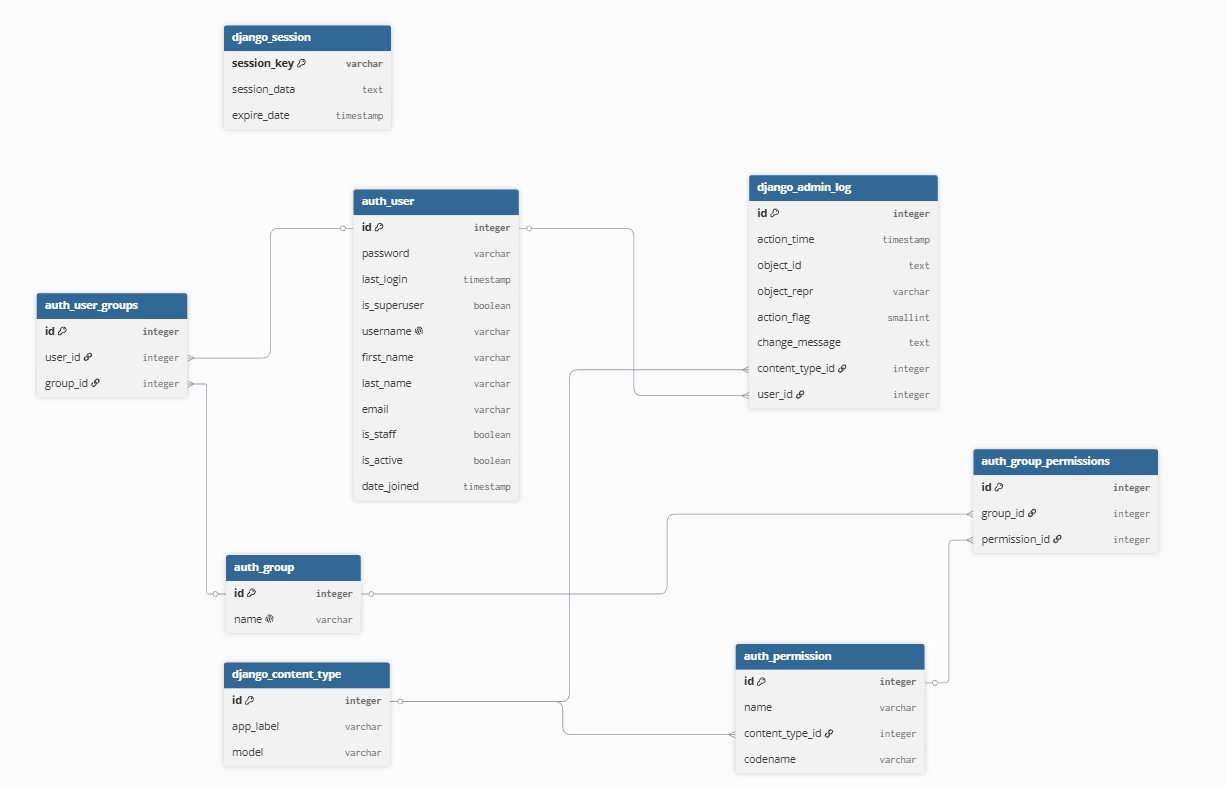 django_session
session_key varchar
session_data text
expire_date timestamp
auth_user
id integer
password varchar
last_login timestamp
is_superuser boolean
username varchar
first_name varchar
last_name varchar
email varchar
is_staff boolean
is_active boolean
date_joined timestamp
django_admin_log
id integer
action_time timestamp
object_id text
object_repr varchar
action_flag smallint
change_message text
content_type_id integer
user_id integer
auth_user_groups
id integer
user_id integer
group_id integer
auth_group_permissions
id integer
group_id integer
permission_id integer
auth_group
id integer
name varchar
django_content_type
id integer
app_label varchar
model varchar
auth_permission
id integer
name varchar
content_type_id integer
codename varchar